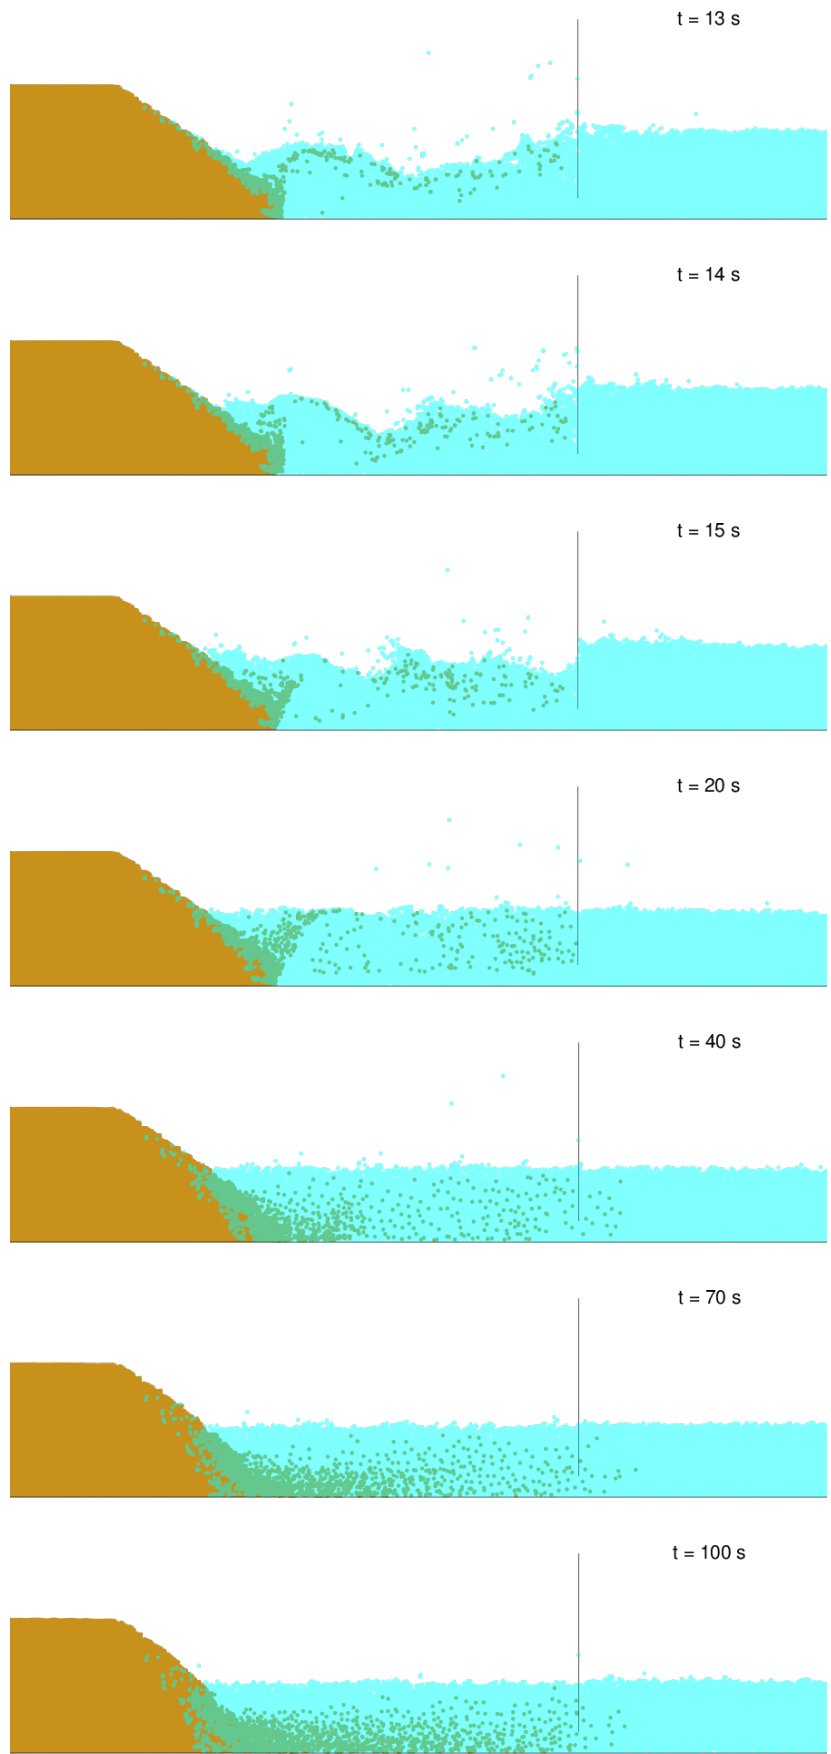 t = 13 s
t = 14 s
t = 15 s
t = 20 s
t = 40 s
t = 70 s
t = 100 s